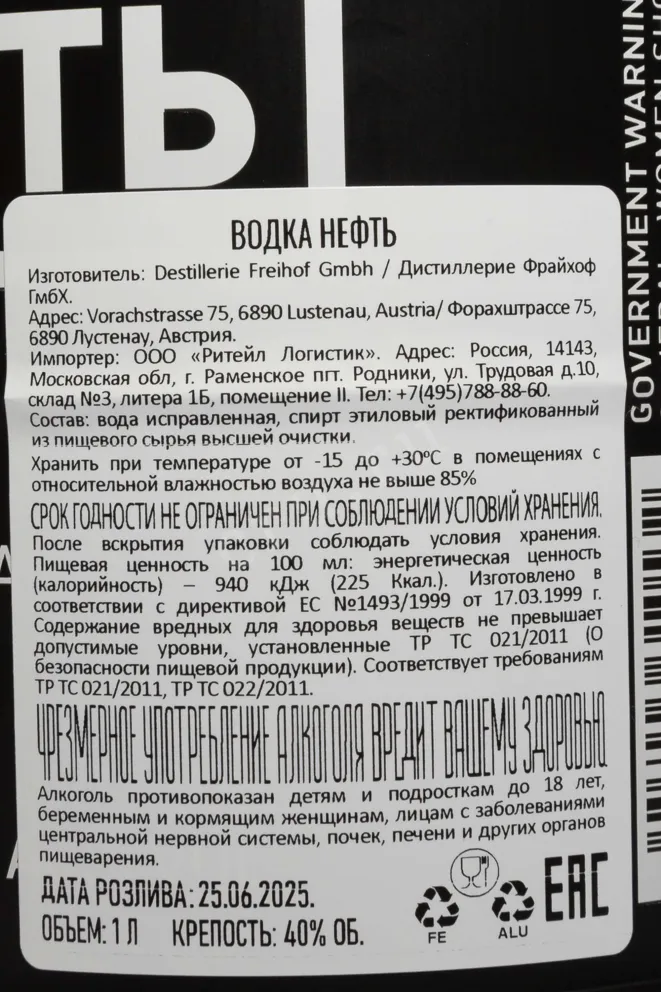 ТЬ
ВОДКА НЕФТЬ
Изготовитель: Destillerie Freihof Gmbh / Дистиллерие Фрайхоф
ГмбХ.
Адрес: Vorachstrasse 75, 6890 Lustenau, Austria/ Форахштрассе 75,
6890 Лустенау, Австрия.
Импортер: ООО «Ритейл Логистик». Адрес: Россия, 14143,
Московская обл, г. Раменское пгт. Родники, ул. Трудовая д.10,
склад №3, литера 1Б, помещение II. Тел: +7(495)788-88-60.
Состав: вода исправленная, спирт этиловый ректификованный
из пищевого сырья высшей очистки.
Хранить при температуре от -15 до +30°С в помещениях с
относительной влажностью воздуха не выше 85%
СРОК ГОДНОСТИ НЕ ОГРАНИЧЕН ПРИ СОБЛЮДЕНИИ УСЛОВИЙ ХРАНЕНИЯ.
После вскрытия упаковки соблюдать условия хранения.
Пищевая ценность на 100 мл: энергетическая ценность
(калорийность) – 940 кДж (225 Ккал.). Изготовлено в
соответствии с директивой ЕС №1493/1999 от 17.03.1999 г.
Содержание вредных для здоровья веществ не превышает
допустимые уровни, установленные ТР ТС 021/2011 (О
безопасности пищевой продукции). Соответствует требованиям
ТР ТС 021/2011, ТР ТС 022/2011.
ЧРЕЗМЕРНОЕ УПОТРЕБЛЕНИЕ АЛКОГОЛЯ ВРЕДИТ ВАШЕМУ ЗДОРОВЬЮ
Алкоголь противопоказан детям и подросткам до 18 лет,
беременным и кормящим женщинам, лицам с заболеваниями
центральной нервной системы, почек, печени и других органов
пищеварения.
ДАТА РОЗЛИВА: 25.06.2025.
ОБЪЕМ: 1 Л КРЕПОСТЬ: 40% ОБ.
FE
ALU
EAC
GOVERNMENT WARNIN
WOMEN